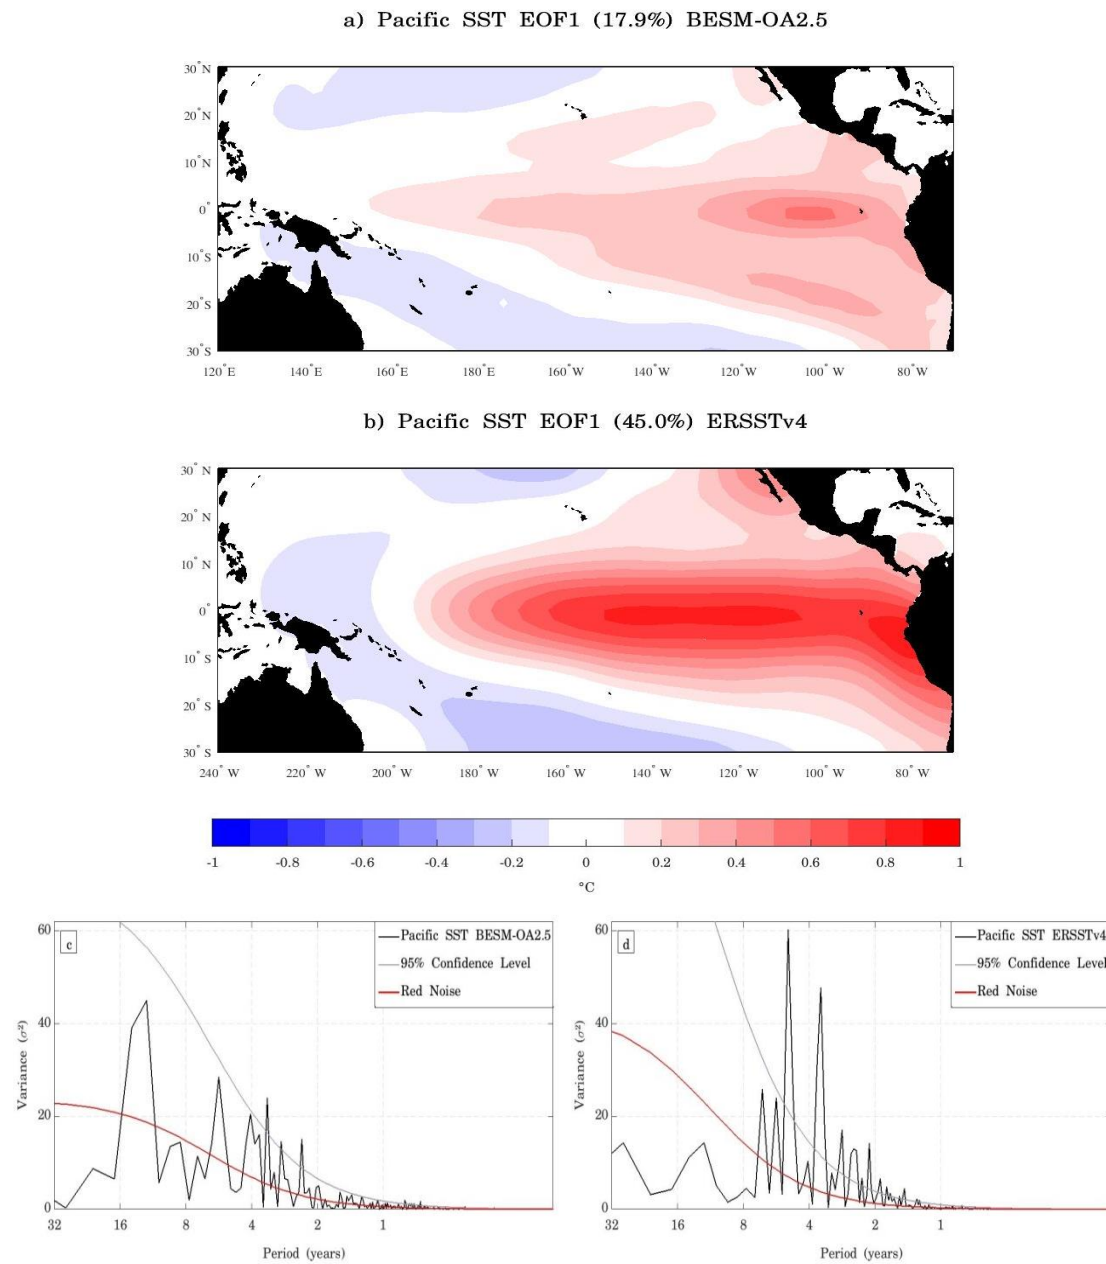 a) Pacific SST EOF1 (17.9%) BESM-OA2.5
30°N
20°N
10°N
0°
10°S
20°S
30°S
120°E 140°E 160°E 180°E 160°W 140°W 120°W 100°W 80°W
b) Pacific SST EOF1 (45.0%) ERSSTv4
30° N
20° N
10° N
0°
10° S
20° S
30° S
240° W 220° W 200° W 180° W 160° W 140° W 120° W 100° W 80° W
-1 -0.8 -0.6 -0.4 -0.2 0 0.2 0.4 0.6 0.8 1
°C
c
Pacific SST BESM-OA2.5
95% Confidence Level
Red Noise
Variance (σ²)
60
40
20
0
32 16 8 4 2 1
Period (years)
d
Pacific SST ERSSTv4
95% Confidence Level
Red Noise
Variance (σ²)
60
40
20
0
32 16 8 4 2 1
Period (years)